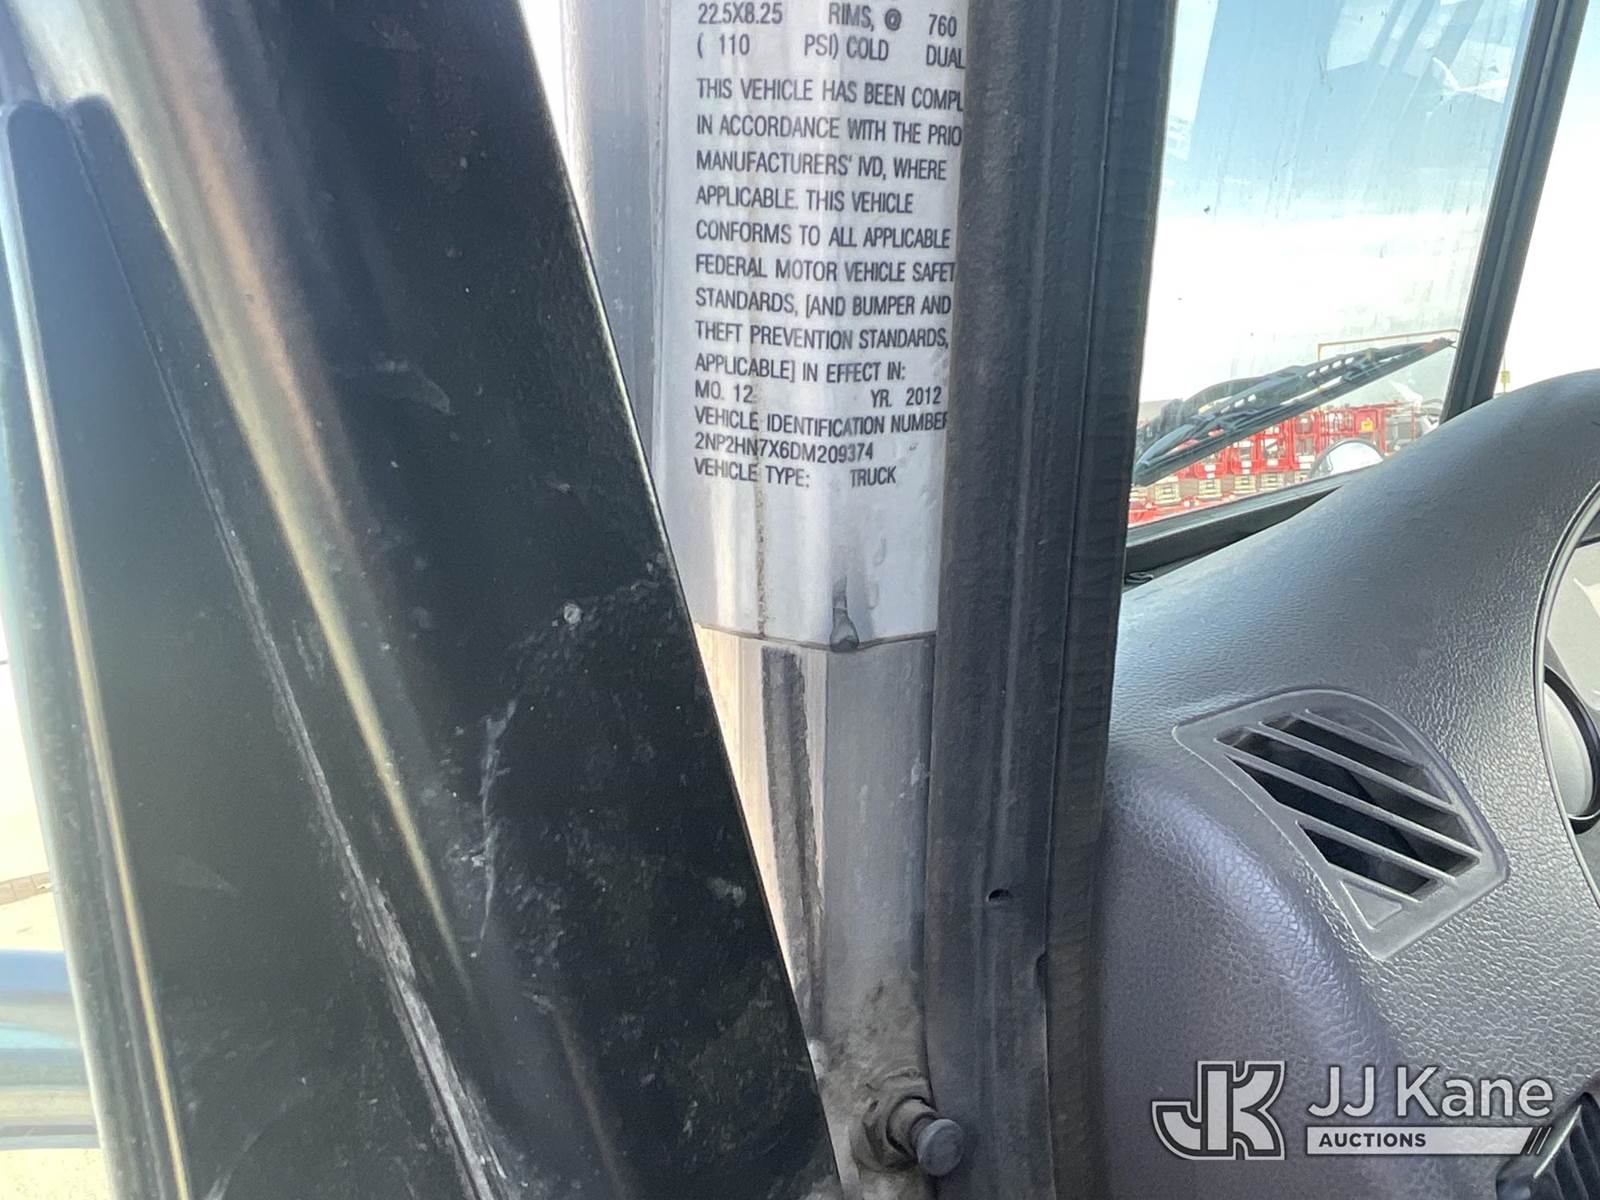 22.5X8.25 RIMS, @ 760
( 110 PSI) COLD DUAL
THIS VEHICLE HAS BEEN COMPL
IN ACCORDANCE WITH THE PRIO
MANUFACTURERS' IVD, WHERE
APPLICABLE. THIS VEHICLE
CONFORMS TO ALL APPLICABLE
FEDERAL MOTOR VEHICLE SAFET
STANDARDS, [AND BUMPER AND
THEFT PREVENTION STANDARDS,
APPLICABLE] IN EFFECT IN:
MO. 12 YR. 2012
VEHICLE IDENTIFICATION NUMBER
2NP2HN7X6DM209374
VEHICLE TYPE: TRUCK
JK JJ Kane
AUCTIONS